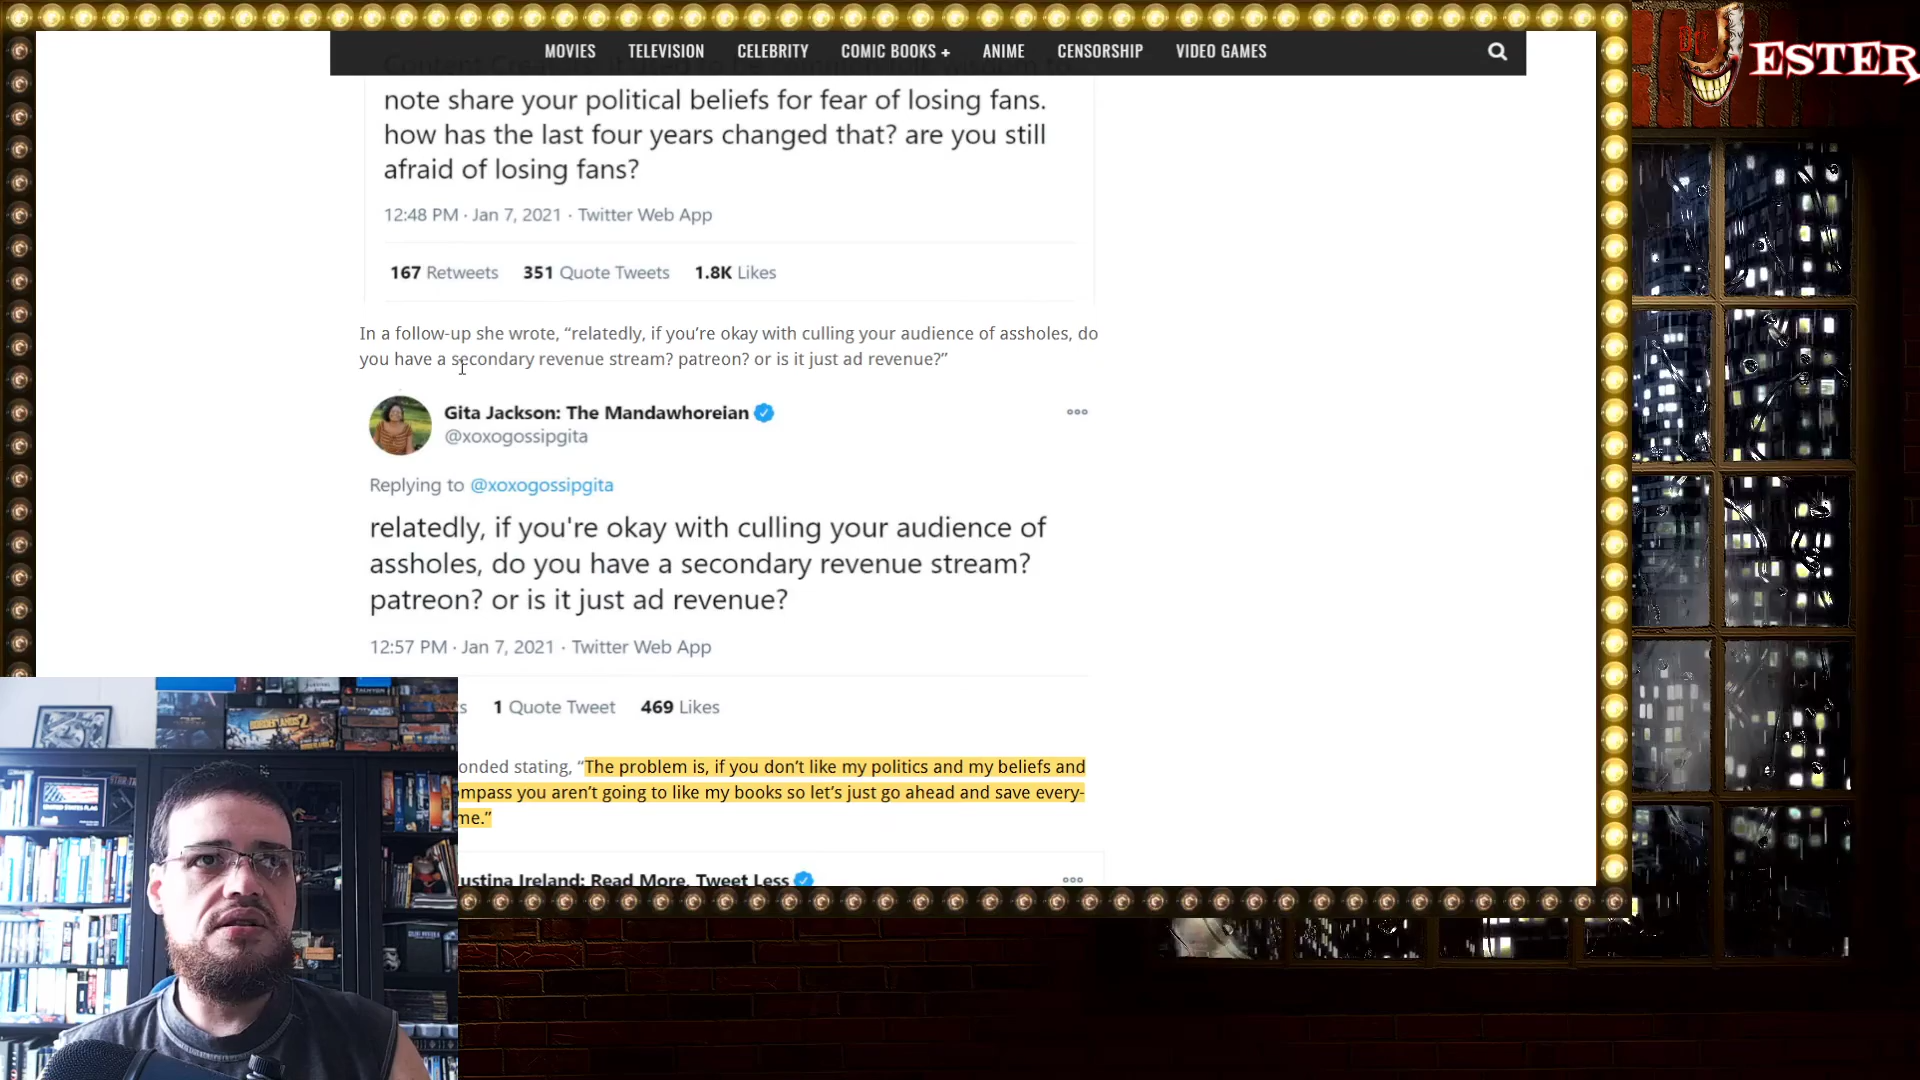 MOVIES TELEVISION CELEBRITY COMIC BOOKS + ANIME CENSORSHIP VIDEO GAMES
JESTER
note share your political beliefs for fear of losing fans.
how has the last four years changed that? are you still
afraid of losing fans?
12:48 PM · Jan 7, 2021 · Twitter Web App
167 Retweets 351 Quote Tweets 1.8K Likes
In a follow-up she wrote, “relatedly, if you’re okay with culling your audience of assholes, do
you have a secondary revenue stream? patreon? or is it just ad revenue?”
Gita Jackson: The Mandawhoreian
@xoxogossipgita
Replying to @xoxogossipgita
relatedly, if you're okay with culling your audience of
assholes, do you have a secondary revenue stream?
patreon? or is it just ad revenue?
12:57 PM · Jan 7, 2021 · Twitter Web App
s 1 Quote Tweet 469 Likes
onded stating, “The problem is, if you don’t like my politics and my beliefs and
mpass you aren’t going to like my books so let’s just go ahead and save every-
me.”
ustina Ireland: Read More, Tweet Less
BORDERLANDS 2